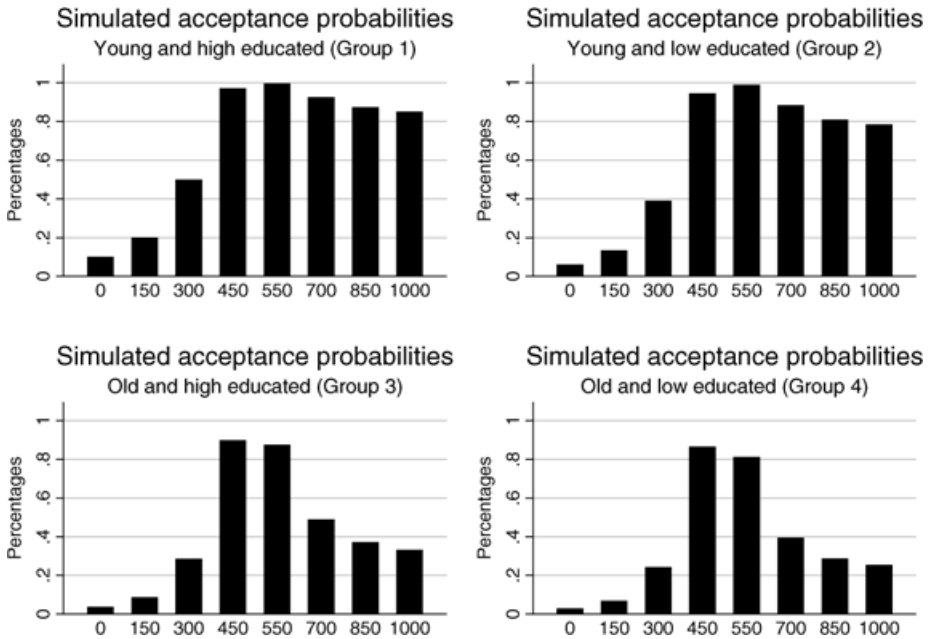 Simulated acceptance probabilities
Young and high educated (Group 1)
Percentages
1
.8
.6
.4
.2
0
0 150 300 450 550 700 850 1000
Simulated acceptance probabilities
Young and low educated (Group 2)
Percentages
1
.8
.6
.4
.2
0
0 150 300 450 550 700 850 1000
Simulated acceptance probabilities
Old and high educated (Group 3)
Percentages
1
.8
.6
.4
.2
0
0 150 300 450 550 700 850 1000
Simulated acceptance probabilities
Old and low educated (Group 4)
Percentages
1
.8
.6
.4
.2
0
0 150 300 450 550 700 850 1000